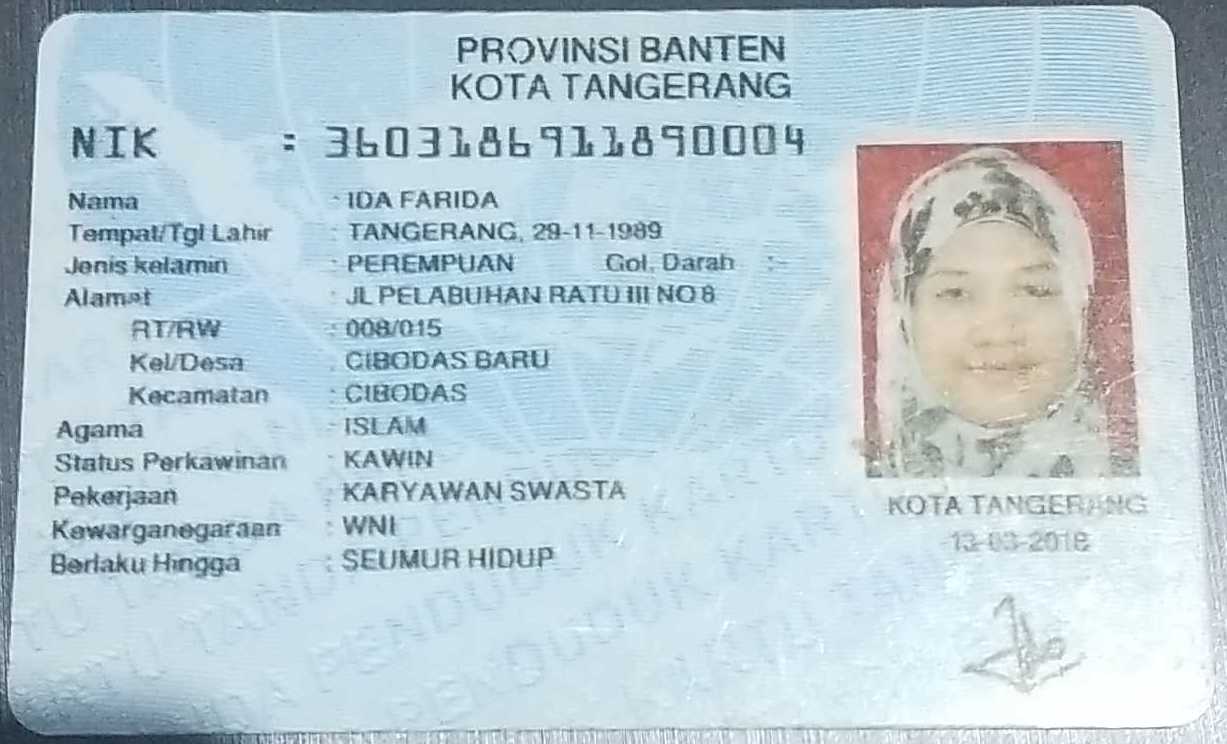 PROVINSI BANTEN
KOTA TANGERANG
NIK : 3603186911890004
Nama : IDA FARIDA
Tempat/Tgl Lahir : TANGERANG, 29-11-1989
Jenis kelamin : PEREMPUAN Gol. Darah : -
Alamat : JL PELABUHAN RATU III NO 8
RT/RW : 008/015
Kel/Desa : CIBODAS BARU
Kecamatan : CIBODAS
Agama : ISLAM
Status Perkawinan : KAWIN
Pekerjaan : KARYAWAN SWASTA
Kewarganegaraan : WNI
Berlaku Hingga : SEUMUR HIDUP
KOTA TANGERANG
13-03-2018